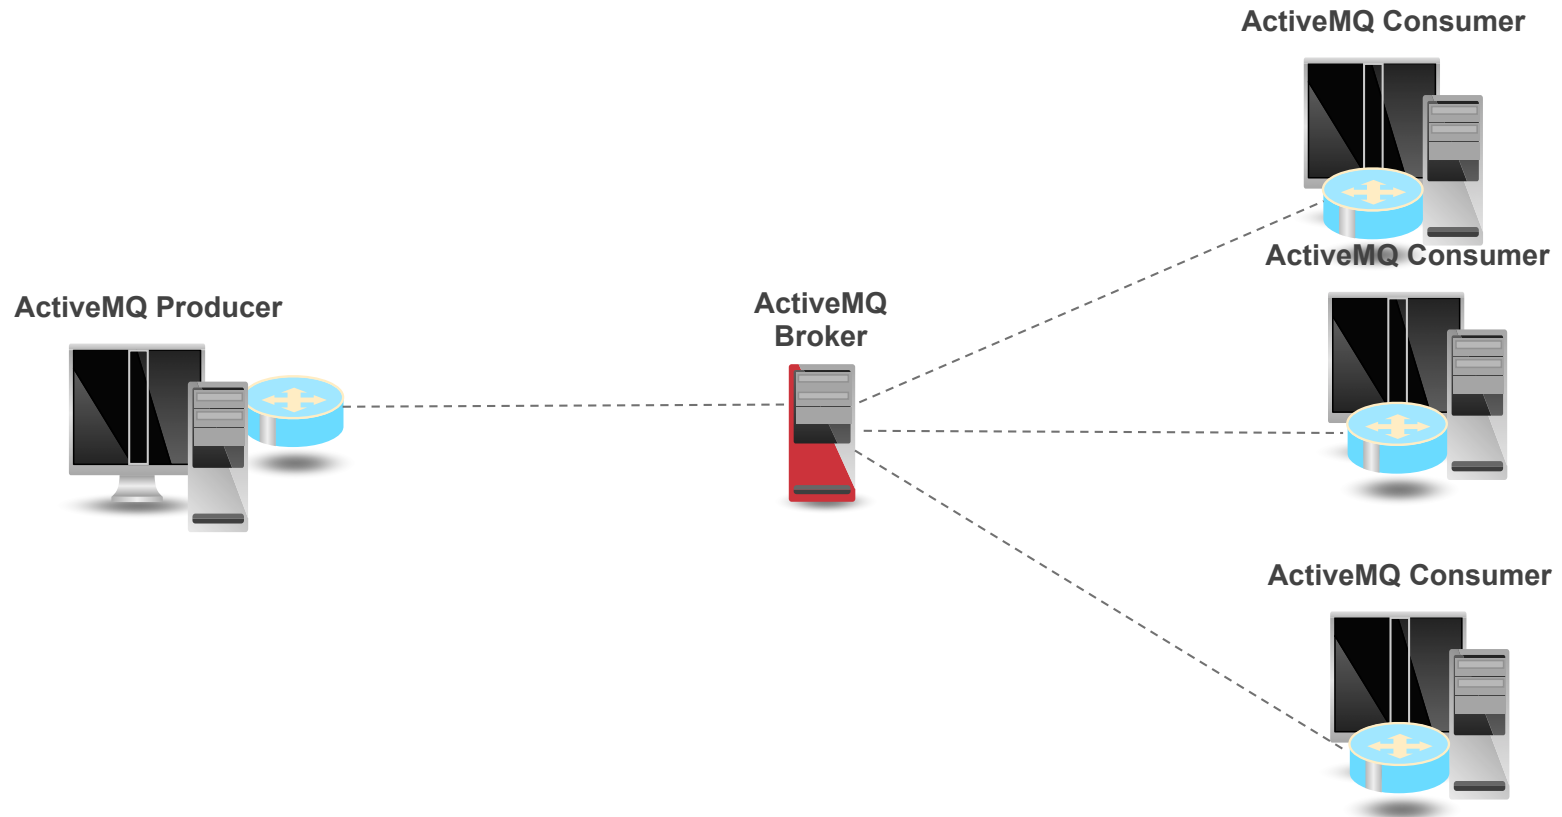 ActiveMQ Consumer
ActiveMQ Consumer
ActiveMQ Producer
ActiveMQ
Broker
ActiveMQ Consumer